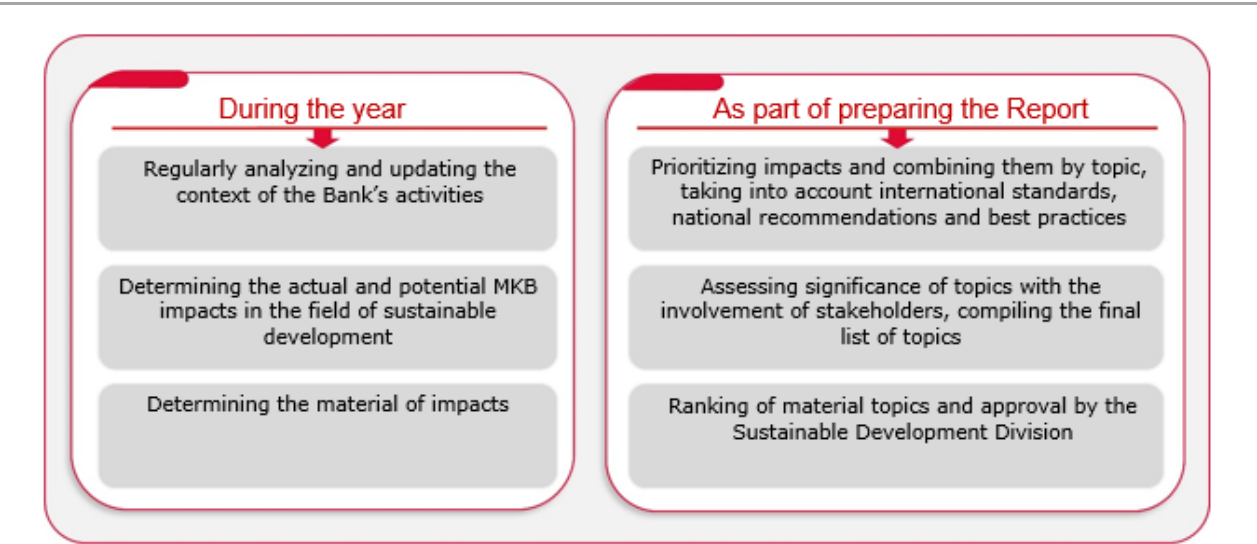 During the year
Regularly analyzing and updating the
context of the Bank's activities
Determining the actual and potential MKB
impacts in the field of sustainable
development
Determining the material of impacts
As part of preparing the Report
Prioritizing impacts and combining them by topic,
taking into account international standards,
national recommendations and best practices
Assessing significance of topics with the
involvement of stakeholders, compiling the final
list of topics
Ranking of material topics and approval by the
Sustainable Development Division